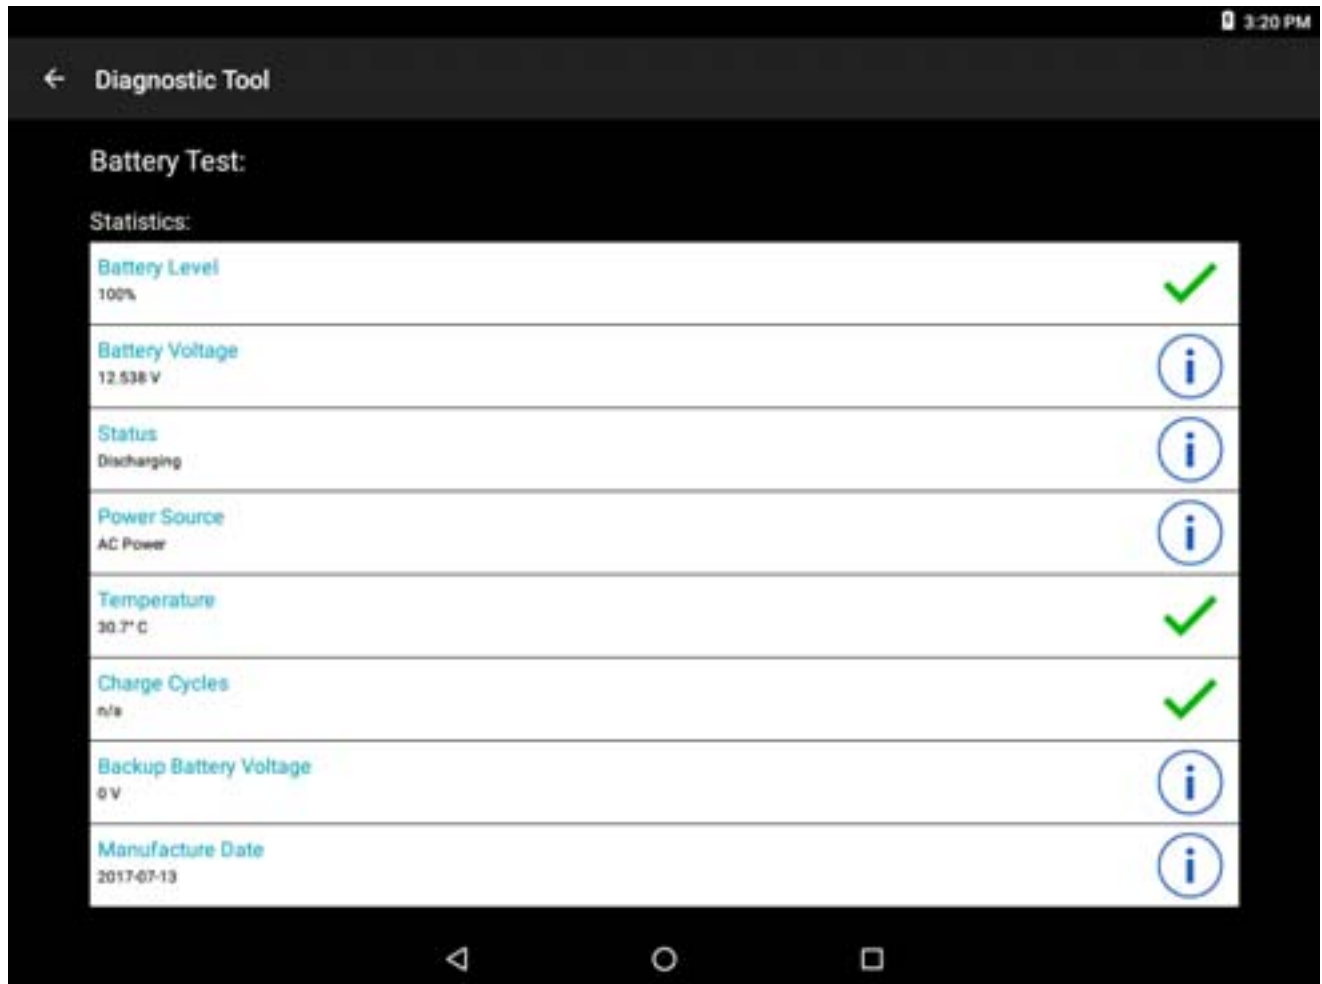 3:20 PM
Diagnostic Tool
Battery Test:
Statistics:
Battery Level
100%
Battery Voltage
12.538 V
Status
Discharging
Power Source
AC Power
Temperature
30.7° C
Charge Cycles
n/a
Backup Battery Voltage
0 V
Manufacture Date
2017-07-13